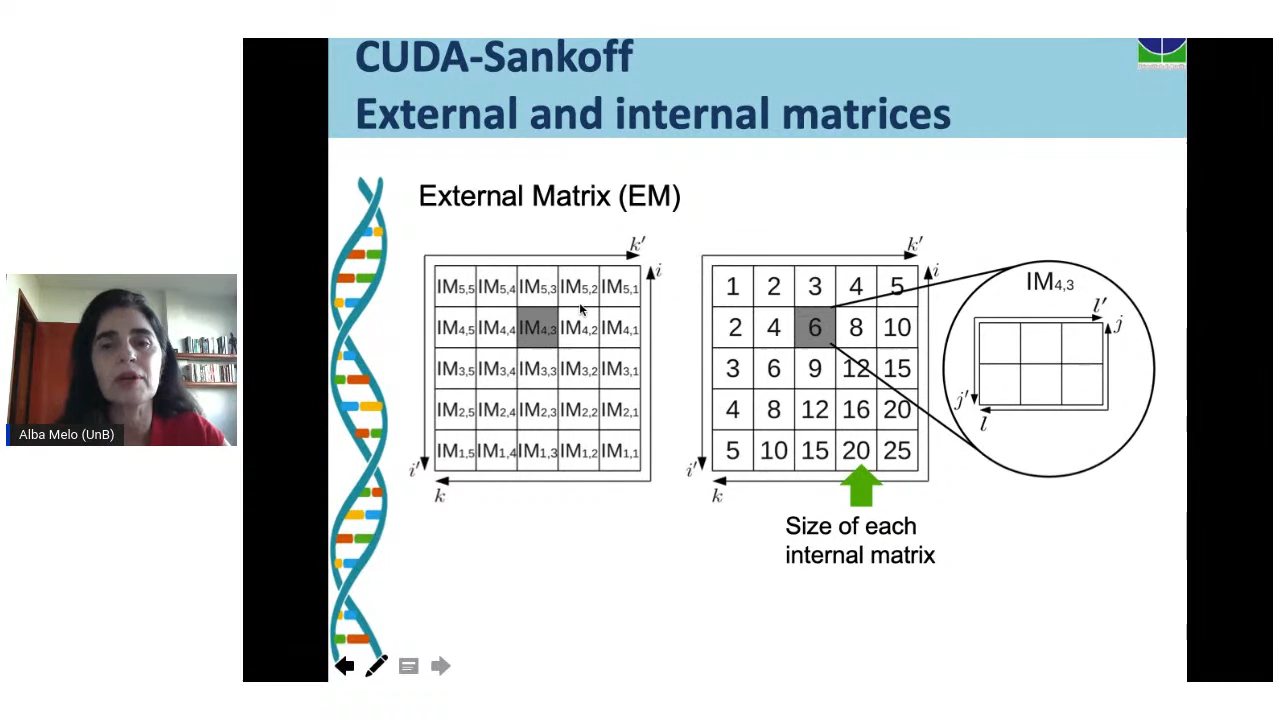 CUDA-Sankoff
External and internal matrices
External Matrix (EM)
k'
i
IM5,5 IM5,4 IM5,3 IM5,2 IM5,1
IM4,5 IM4,4 IM4,3 IM4,2 IM4,1
IM3,5 IM3,4 IM3,3 IM3,2 IM3,1
IM2,5 IM2,4 IM2,3 IM2,2 IM2,1
IM1,5 IM1,4 IM1,3 IM1,2 IM1,1
i'
k
k'
i
1 2 3 4 5
2 4 6 8 10
3 6 9 12 15
4 8 12 16 20
5 10 15 20 25
i'
k
IM4,3
l'
j
j'
l
Size of each
internal matrix
Alba Melo (UnB)